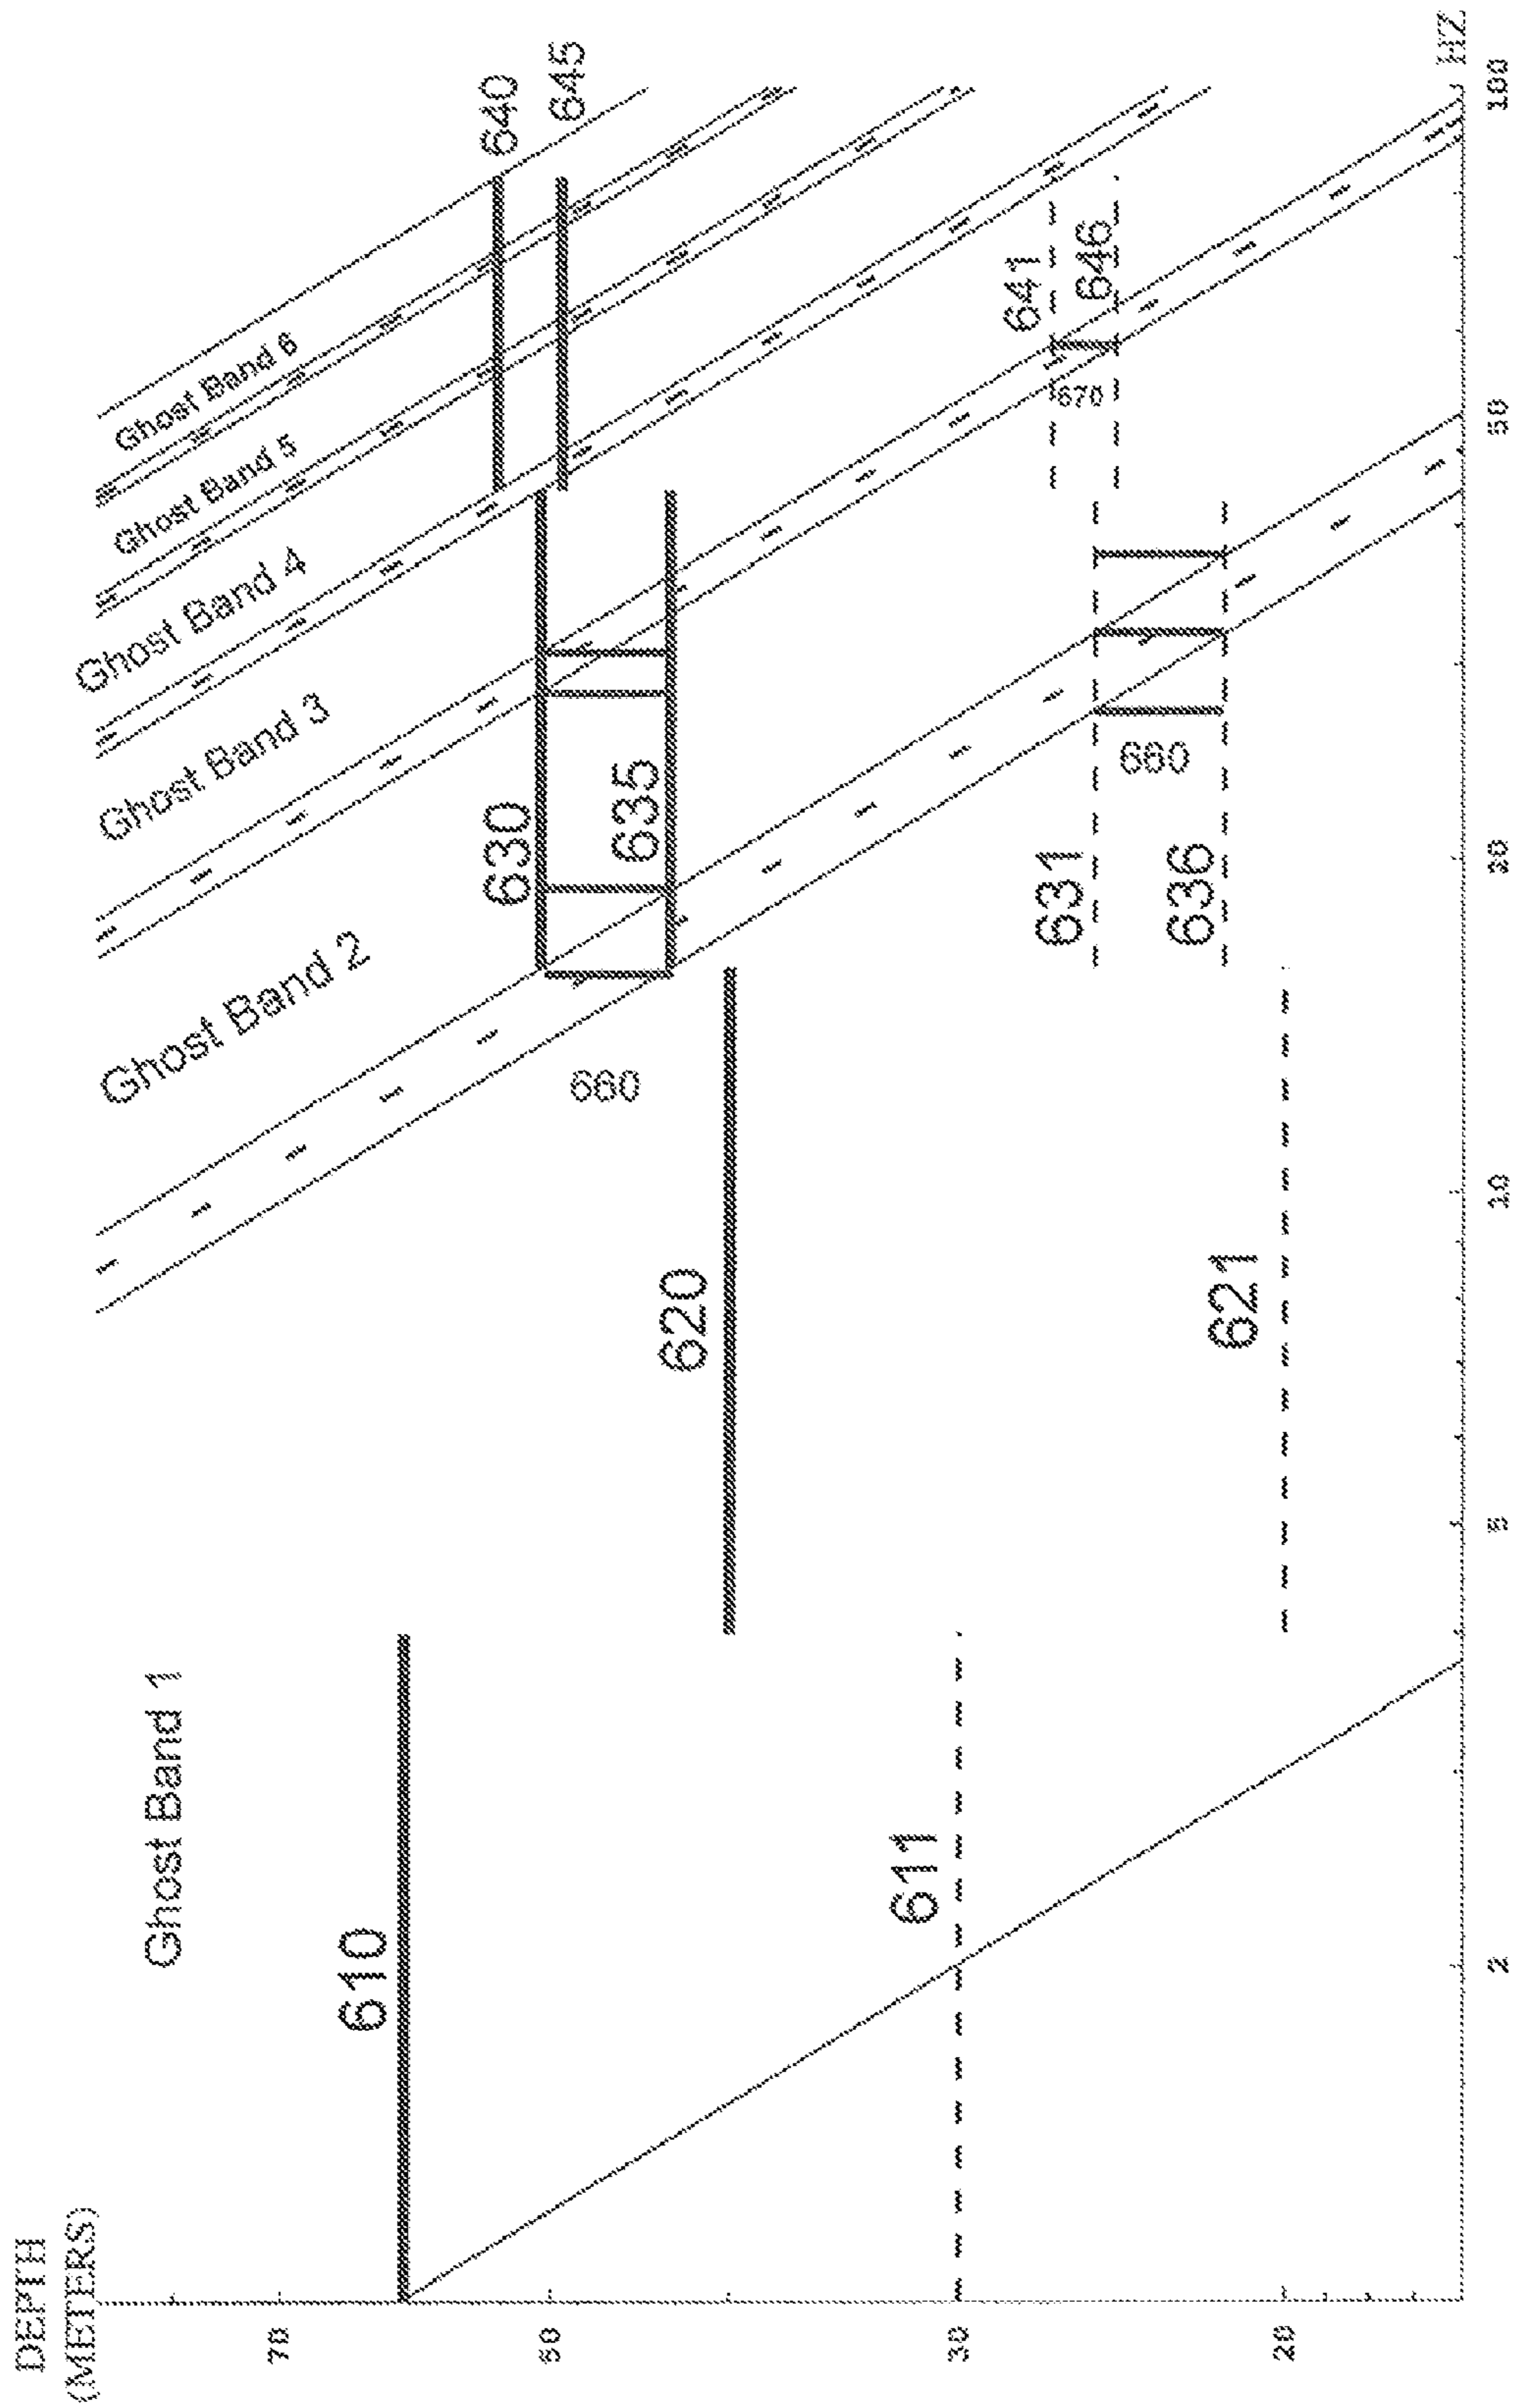 DEPTH
(METERS)
70
50
30
20
Ghost Band 1
Ghost Band 2
Ghost Band 3
Ghost Band 4
Ghost Band 5
Ghost Band 6
610
611
620
621
630
635
660
631
636
660
640
645
641
646
670
2
5
10
20
50
100
HZ